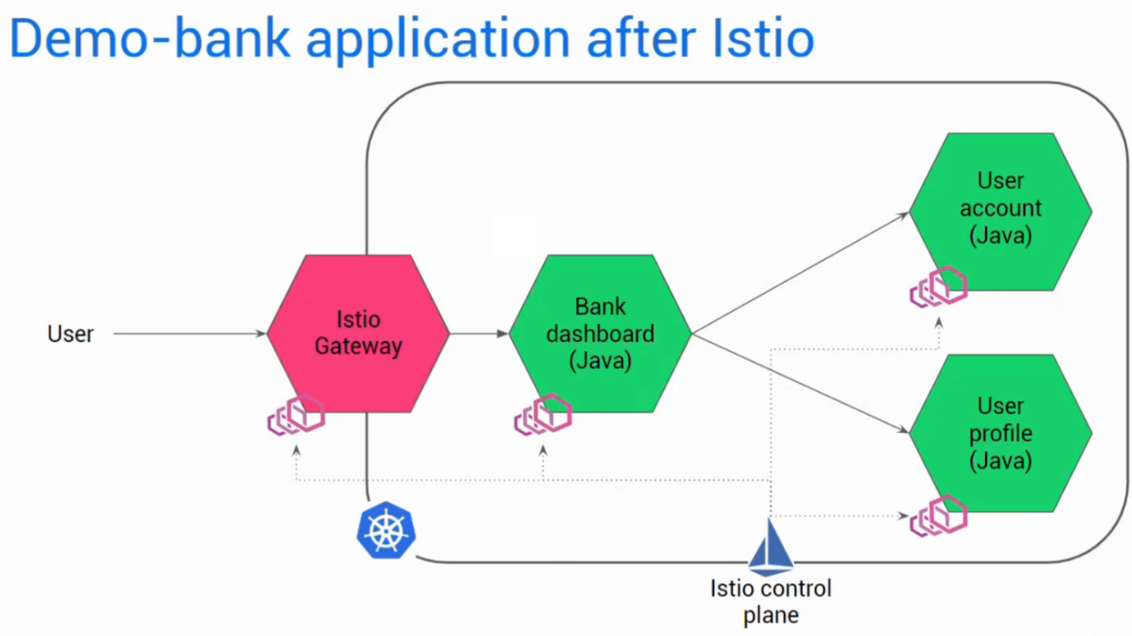 Demo-bank application after Istio
User
account
(Java)
Istio
Gateway
Bank
dashboard
(Java)
User
User
profile
(Java)
Istio control
plane